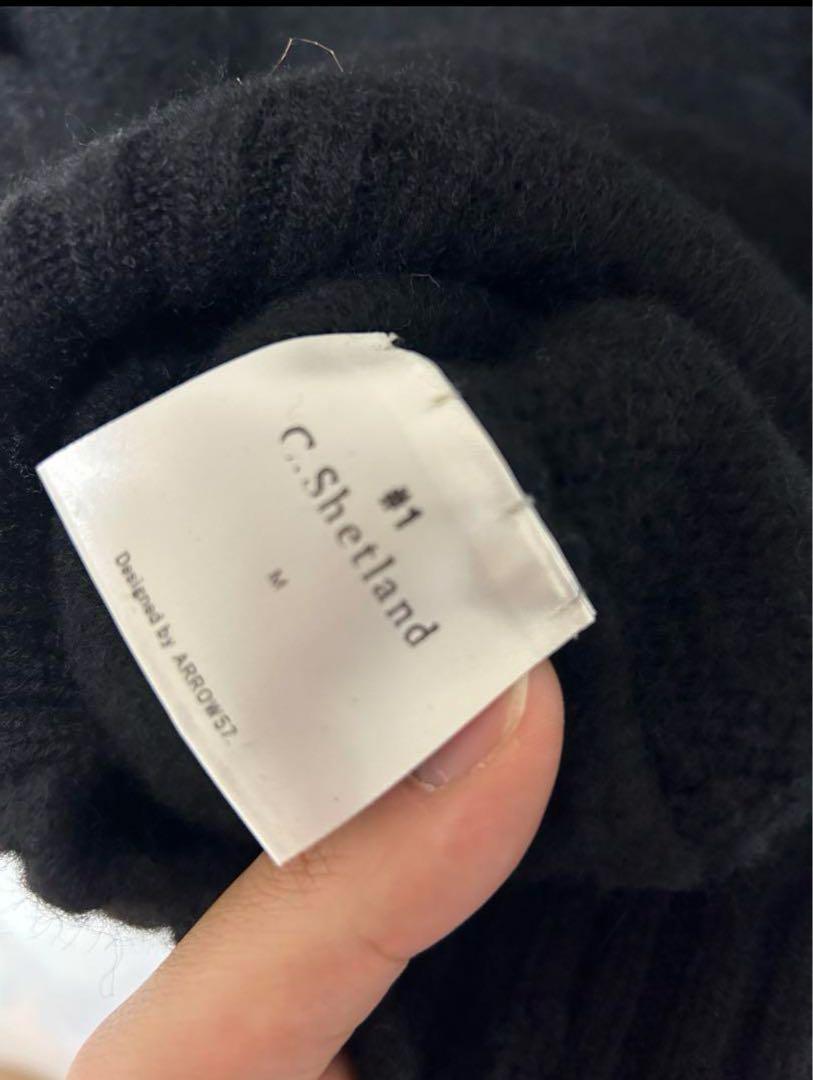 #1
C.Shetland
M
Designed by ARROW57.